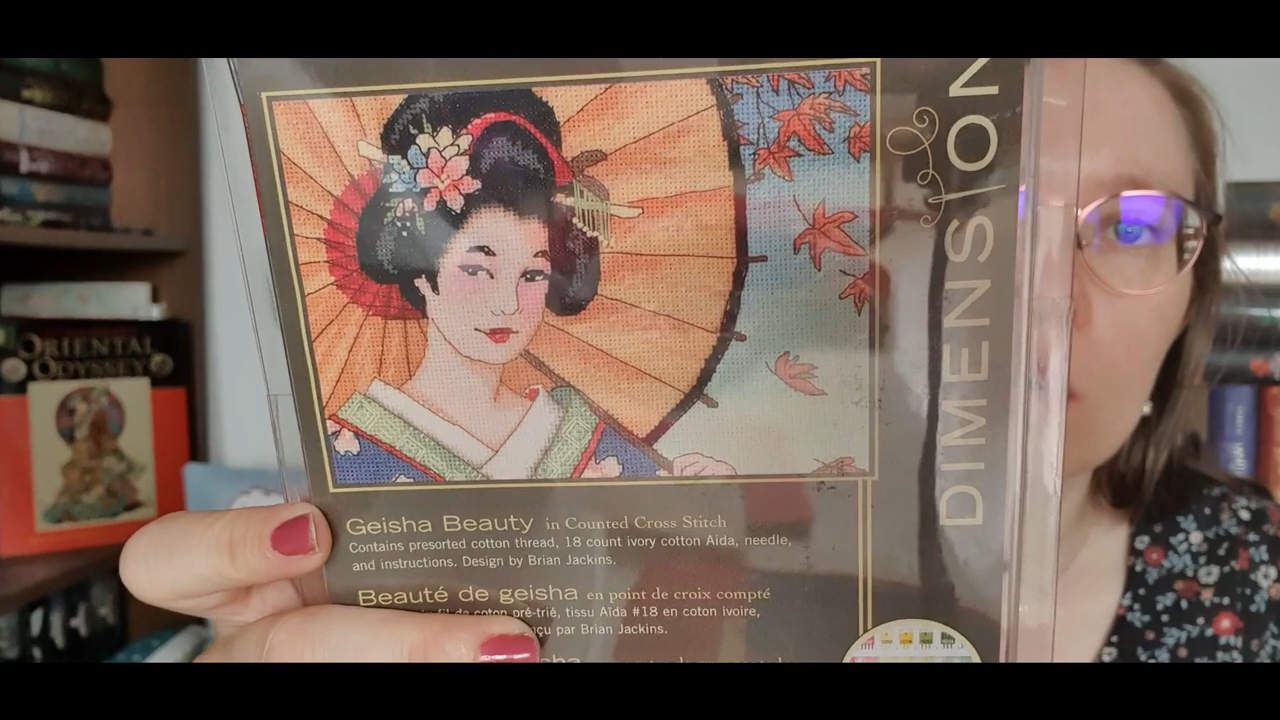 ORIENTAL
ODYSSEY
DIMENSION
Geisha Beauty in Counted Cross Stitch
Contains presorted cotton thread, 18 count ivory cotton Aida, needle,
and instructions. Design by Brian Jackins.
Beauté de geisha en point de croix compté
fil de coton pré-trié, tissu Aïda #18 en coton ivoire,
çu par Brian Jackins.